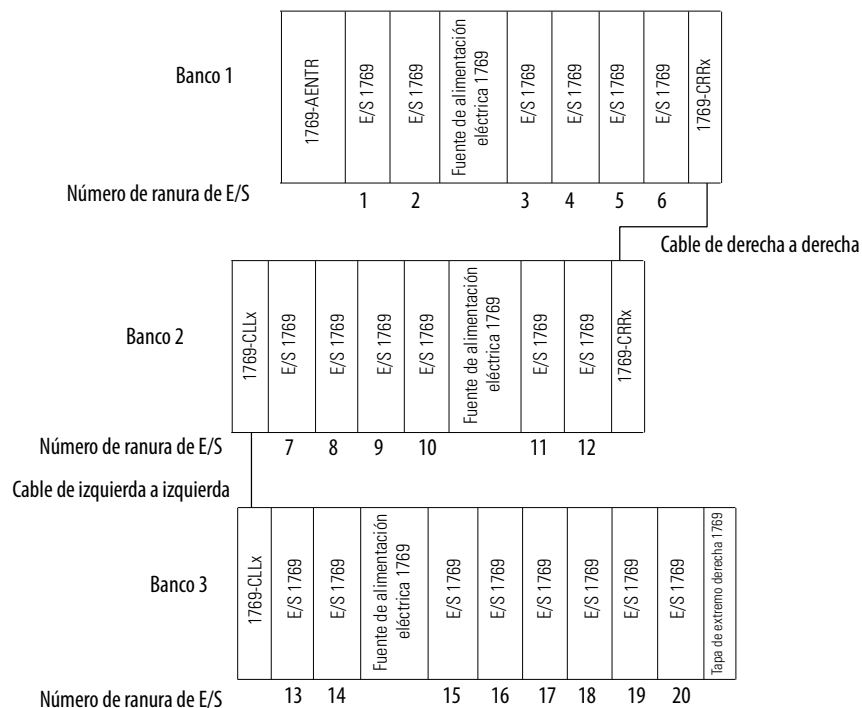 Banco 1
1769-AENTR
E/S 1769
E/S 1769
Fuente de alimentación
eléctrica 1769
E/S 1769
E/S 1769
E/S 1769
E/S 1769
1769-CRRx
Número de ranura de E/S
1 2 3 4 5 6
Cable de derecha a derecha
Banco 2
1769-CLLx
E/S 1769
E/S 1769
E/S 1769
E/S 1769
Fuente de alimentación
eléctrica 1769
E/S 1769
E/S 1769
1769-CRRx
Número de ranura de E/S
7 8 9 10 11 12
Cable de izquierda a izquierda
Banco 3
1769-CLLx
E/S 1769
E/S 1769
Fuente de alimentación
eléctrica 1769
E/S 1769
E/S 1769
E/S 1769
E/S 1769
E/S 1769
E/S 1769
Tapa de extremo derecha 1769
Número de ranura de E/S
13 14 15 16 17 18 19 20